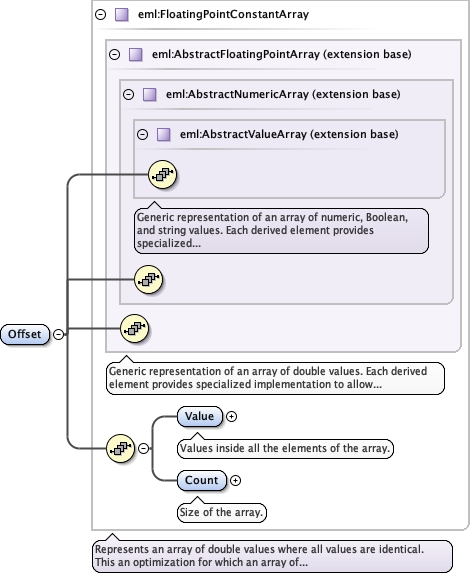 eml:FloatingPointConstantArray
eml:AbstractFloatingPointArray (extension base)
eml:AbstractNumericArray (extension base)
eml:AbstractValueArray (extension base)
Generic representation of an array of numeric, Boolean,
and string values. Each derived element provides
specialized...
Offset
Generic representation of an array of double values. Each derived
element provides specialized implementation to allow...
Value
Values inside all the elements of the array.
Count
Size of the array.
Represents an array of double values where all values are identical.
This an optimization for which an array of...